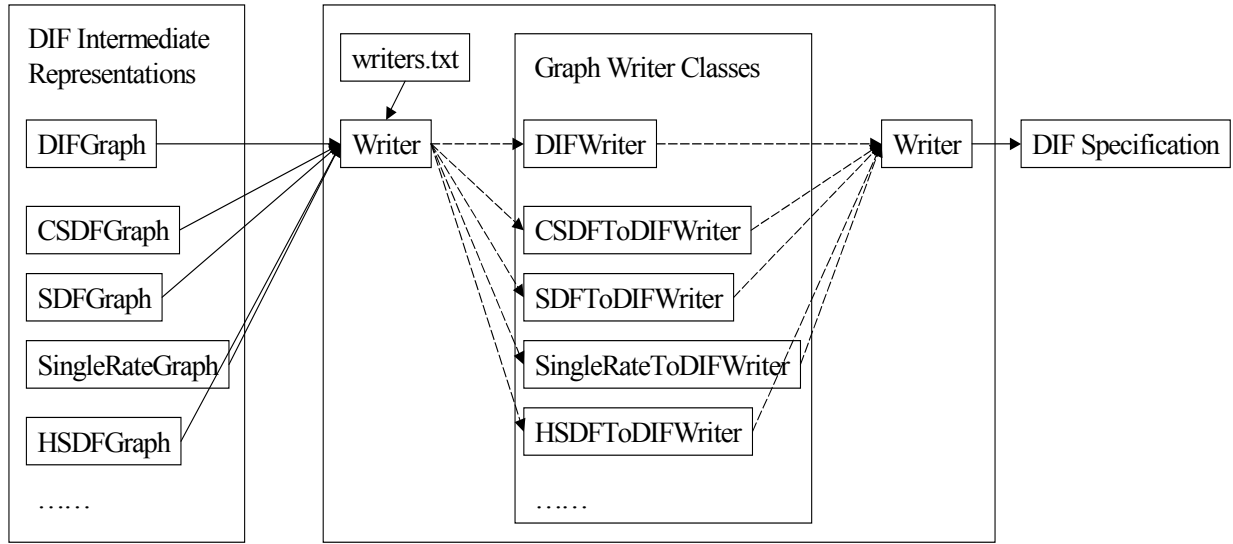 DIF Intermediate
Representations
DIFGraph
CSDFGraph
SDFGraph
SingleRateGraph
HSDFGraph
……
writers.txt
Writer
Graph Writer Classes
DIFWriter
CSDFToDIFWriter
SDFToDIFWriter
SingleRateToDIFWriter
HSDFToDIFWriter
……
Writer
DIF Specification